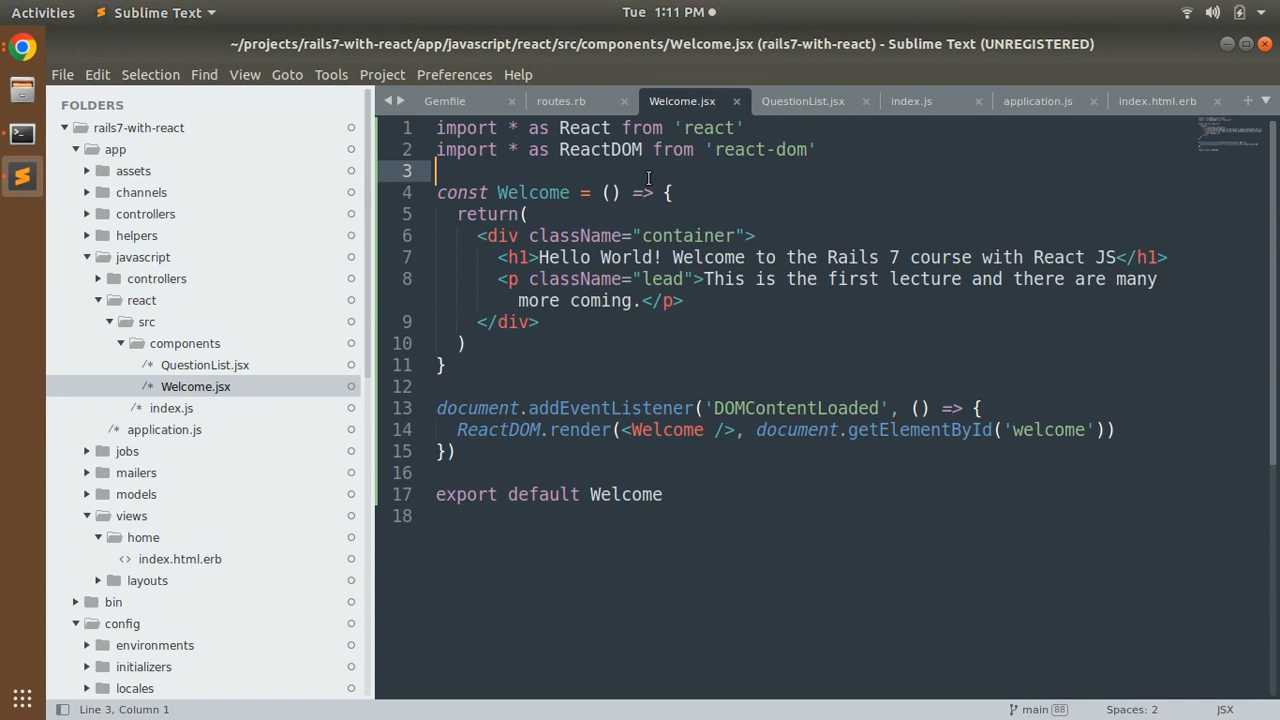 Activities Sublime Text Tue 1:11 PM
~/projects/rails7-with-react/app/javascript/react/src/components/Welcome.jsx (rails7-with-react) - Sublime Text (UNREGISTERED)
File Edit Selection Find View Goto Tools Project Preferences Help
FOLDERS
rails7-with-react
app
assets
channels
controllers
helpers
javascript
controllers
react
src
components
/* QuestionList.jsx
/* Welcome.jsx
/* index.js
/* application.js
jobs
mailers
models
views
home
<> index.html.erb
layouts
bin
config
environments
initializers
locales
Gemfile routes.rb Welcome.jsx QuestionList.jsx index.js application.js index.html.erb
1 import * as React from 'react'
2 import * as ReactDOM from 'react-dom'
3
4 const Welcome = () => {
5 return(
6 <div className="container">
7 <h1>Hello World! Welcome to the Rails 7 course with React JS</h1>
8 <p className="lead">This is the first lecture and there are many
more coming.</p>
9 </div>
10 )
11 }
12
13 document.addEventListener('DOMContentLoaded', () => {
14 ReactDOM.render(<Welcome />, document.getElementById('welcome'))
15 })
16
17 export default Welcome
18
Line 3, Column 1 main 88 Spaces: 2 JSX